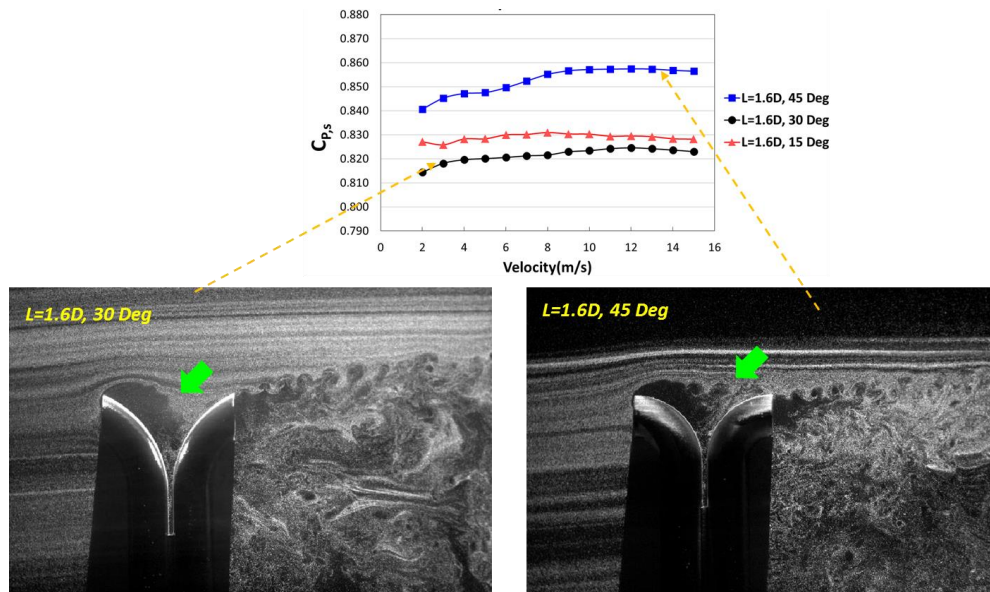 0.880
0.870
0.860
0.850
0.840
0.830
0.820
0.810
0.800
0.790
C_P,s
0 2 4 6 8 10 12 14 16
Velocity(m/s)
L=1.6D, 45 Deg
L=1.6D, 30 Deg
L=1.6D, 15 Deg
L=1.6D, 30 Deg
L=1.6D, 45 Deg